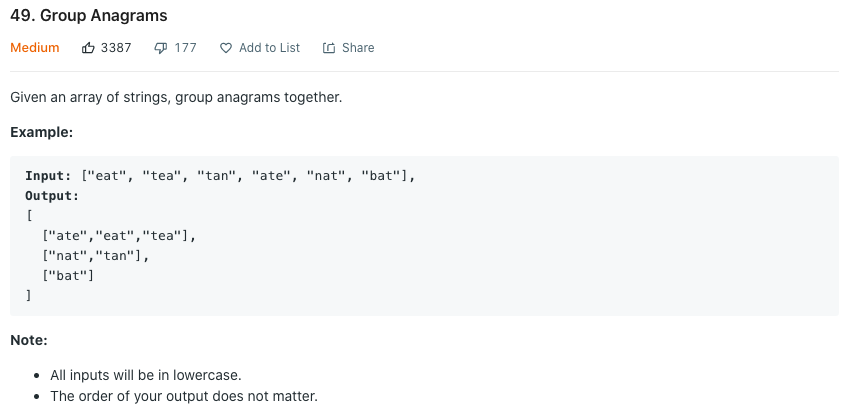 49. Group Anagrams
Medium 3387 177 Add to List Share
Given an array of strings, group anagrams together.
Example:
Input: ["eat", "tea", "tan", "ate", "nat", "bat"],
Output:
[
  ["ate","eat","tea"],
  ["nat","tan"],
  ["bat"]
]
Note:
• All inputs will be in lowercase.
• The order of your output does not matter.